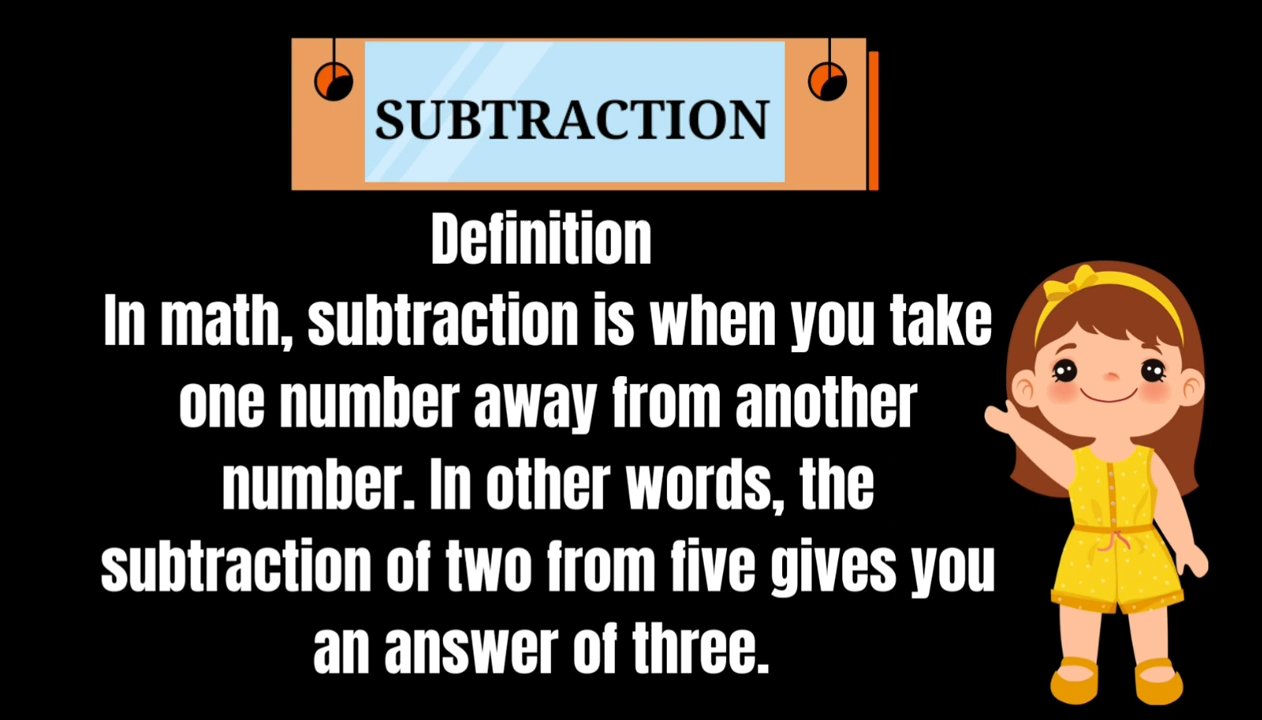 SUBTRACTION
Definition
In math, subtraction is when you take
one number away from another
number. In other words, the
subtraction of two from five gives you
an answer of three.